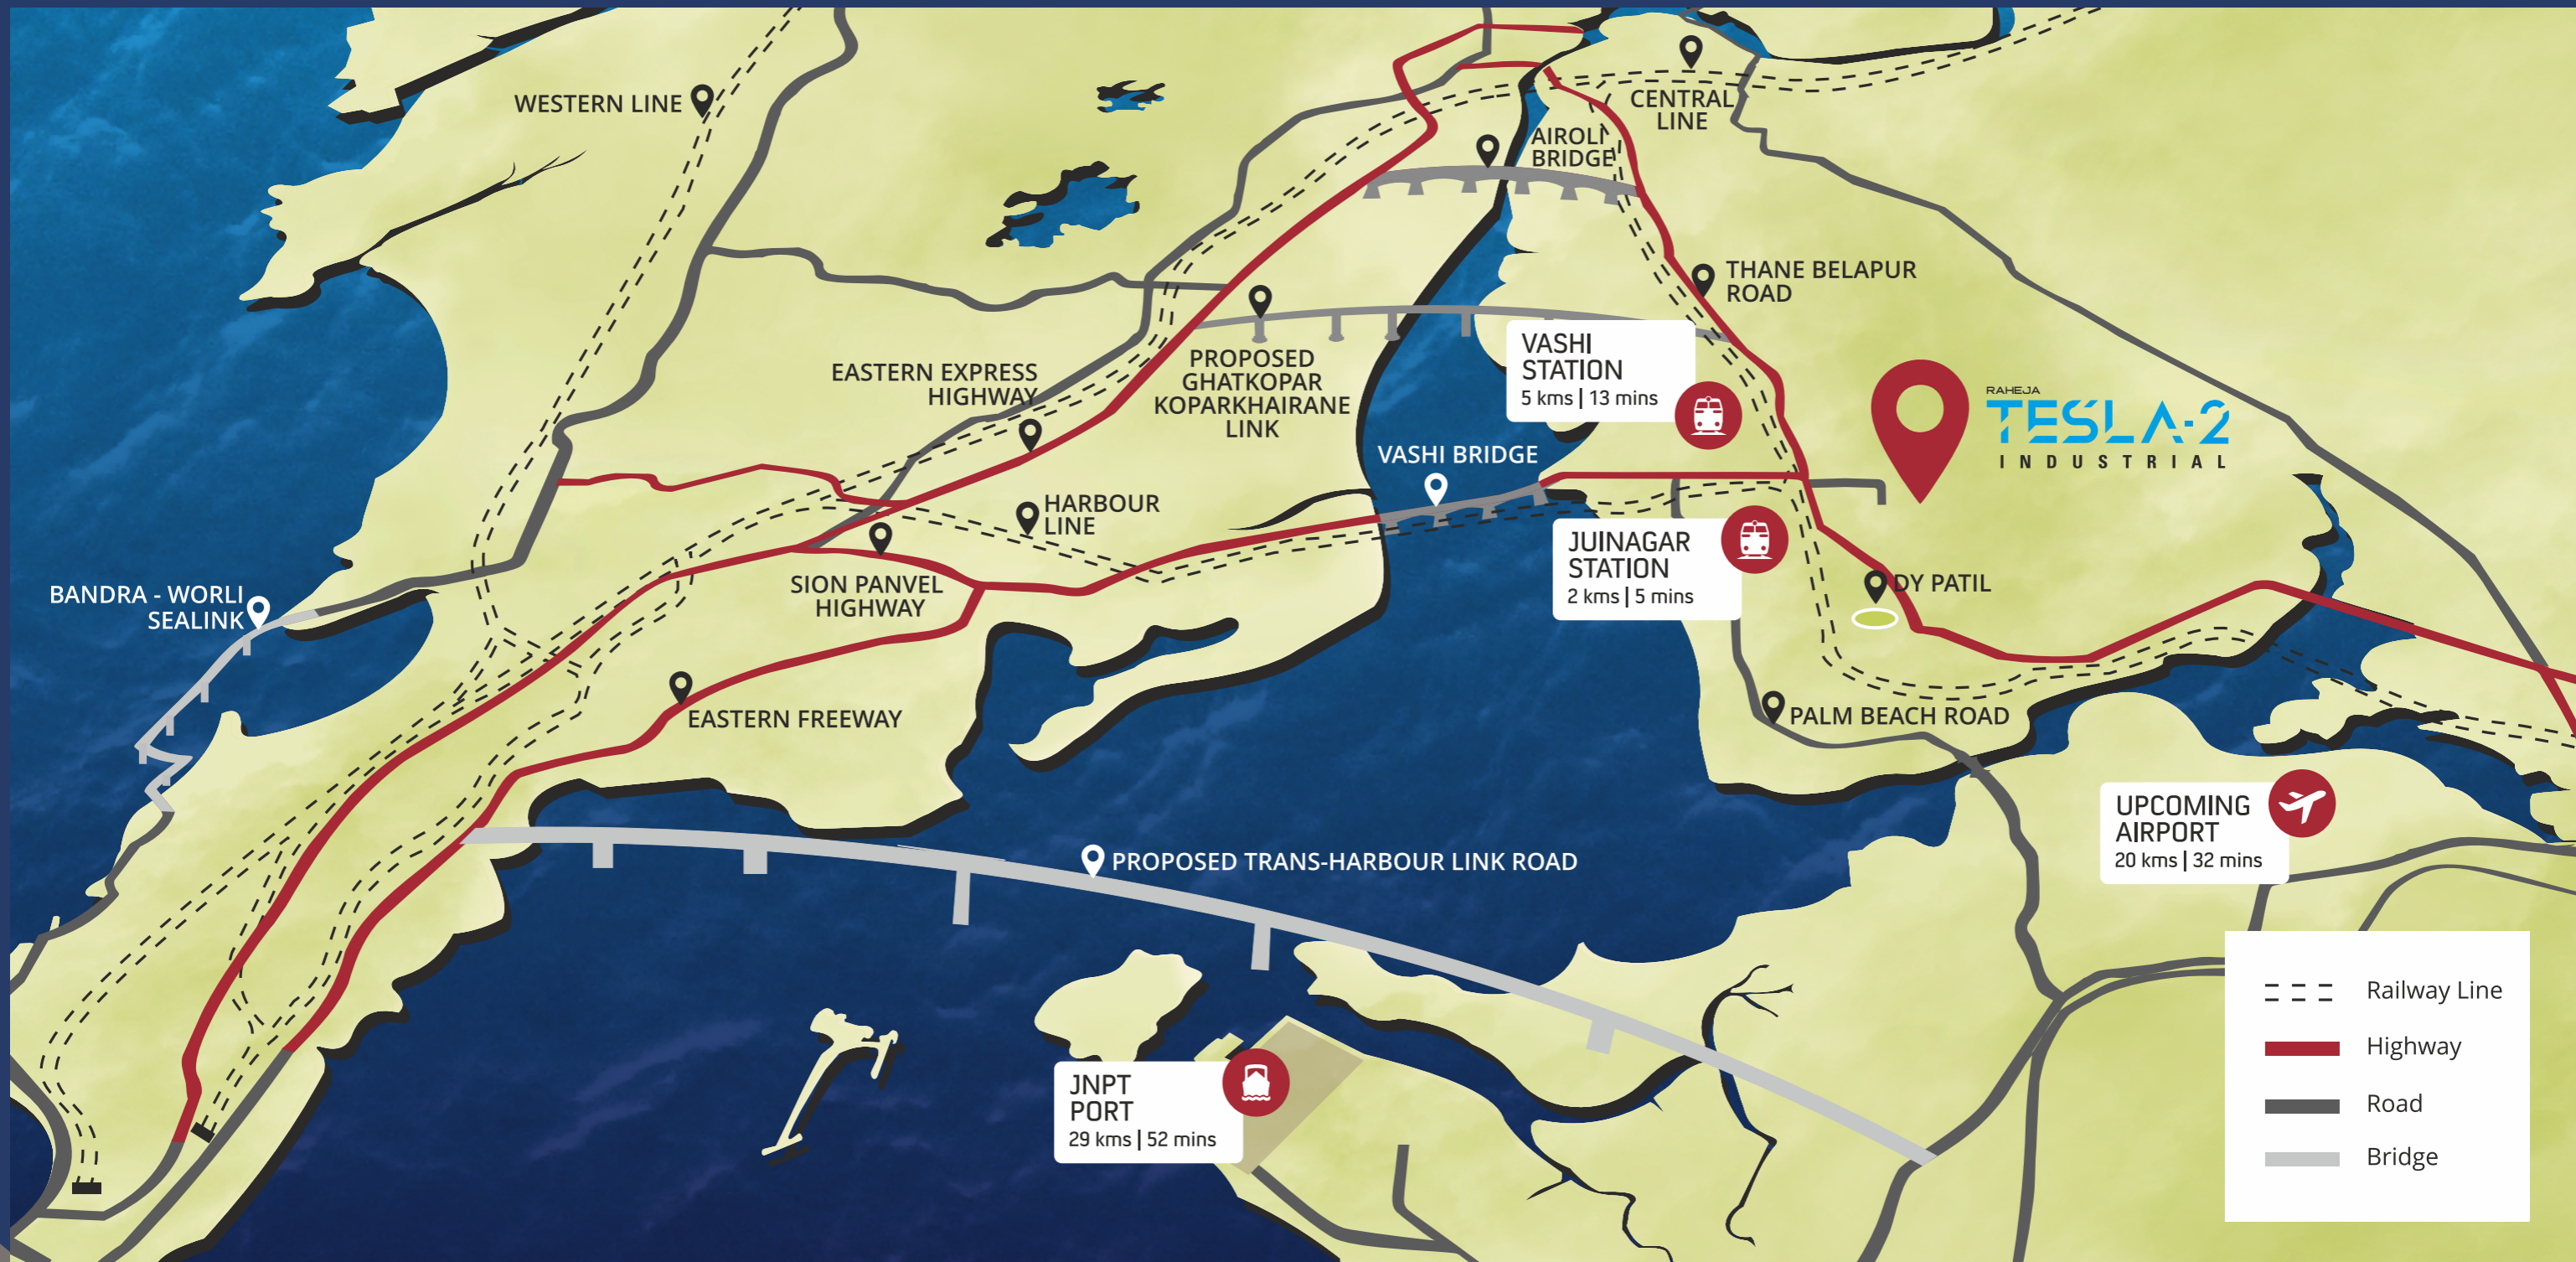 WESTERN LINE
CENTRAL
LINE
AIROLI
BRIDGE
THANE BELAPUR
ROAD
VASHI
STATION
5 kms | 13 mins
EASTERN EXPRESS
HIGHWAY
PROPOSED
GHATKOPAR
KOPARKHAIRANE
LINK
RAHEJA
TESLA-2
INDUSTRIAL
VASHI BRIDGE
HARBOUR
LINE
JUINAGAR
STATION
2 kms | 5 mins
SION PANVEL
HIGHWAY
DY PATIL
BANDRA - WORLI
SEALINK
EASTERN FREEWAY
PALM BEACH ROAD
UPCOMING
AIRPORT
20 kms | 32 mins
PROPOSED TRANS-HARBOUR LINK ROAD
JNPT
PORT
29 kms | 52 mins
Railway Line
Highway
Road
Bridge